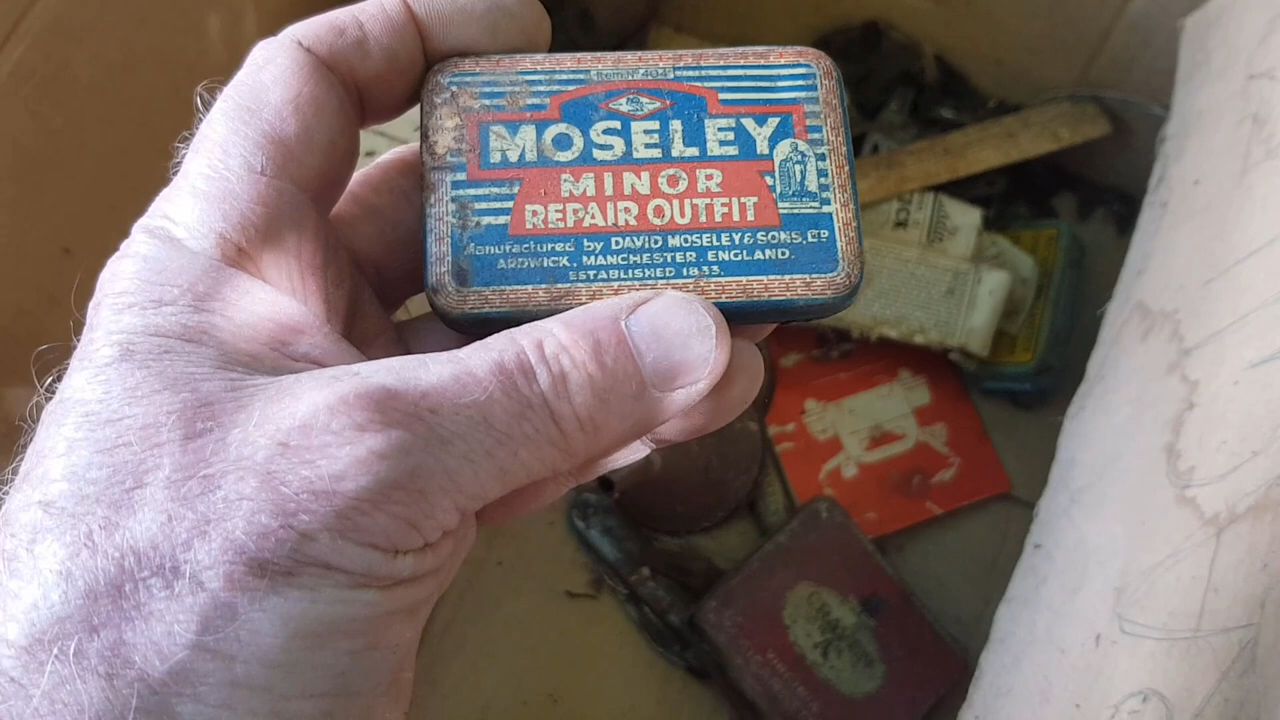 Item Nº 404
MOSELEY
MINOR
REPAIR OUTFIT
Manufactured by DAVID MOSELEY & SONS, LTD
ARDWICK, MANCHESTER. ENGLAND.
ESTABLISHED 1833.